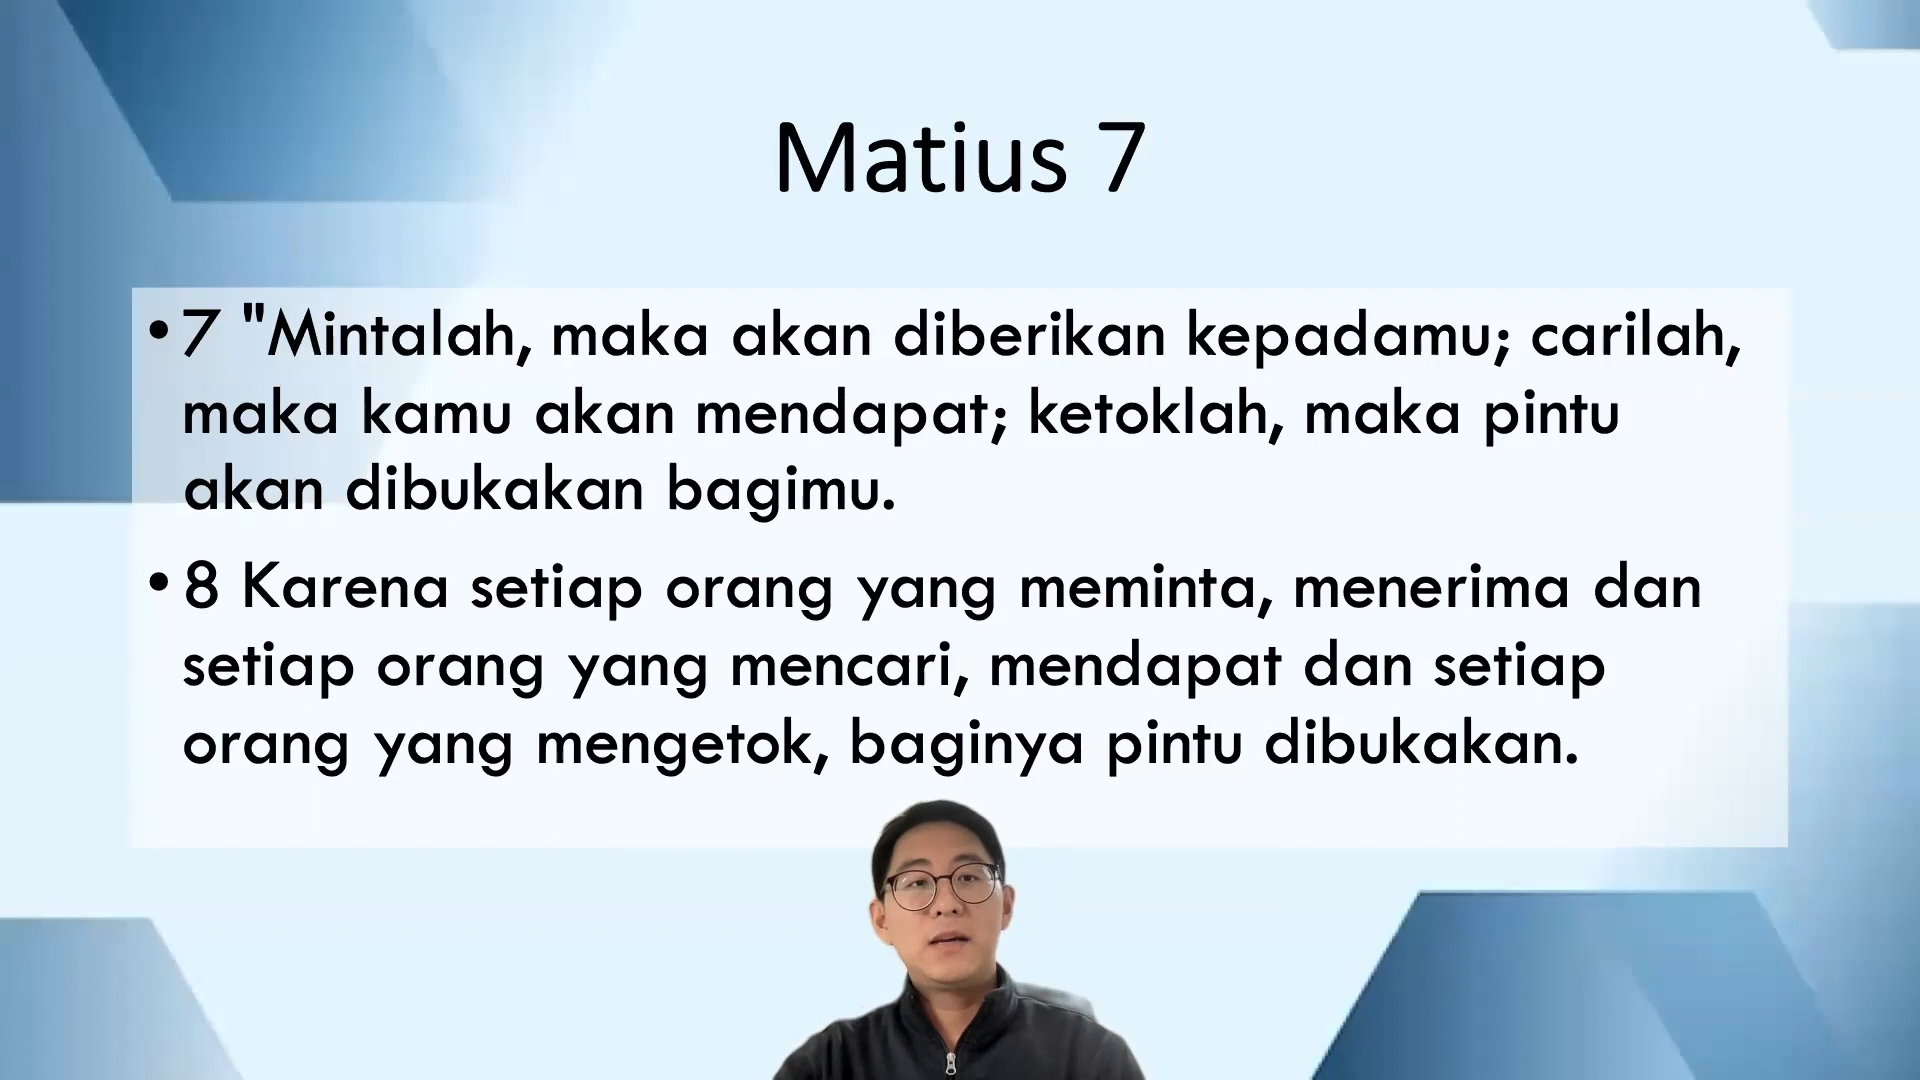 Matius 7
• 7 "Mintalah, maka akan diberikan kepadamu; carilah,
maka kamu akan mendapat; ketoklah, maka pintu
akan dibukakan bagimu.
• 8 Karena setiap orang yang meminta, menerima dan
setiap orang yang mencari, mendapat dan setiap
orang yang mengetok, baginya pintu dibukakan.